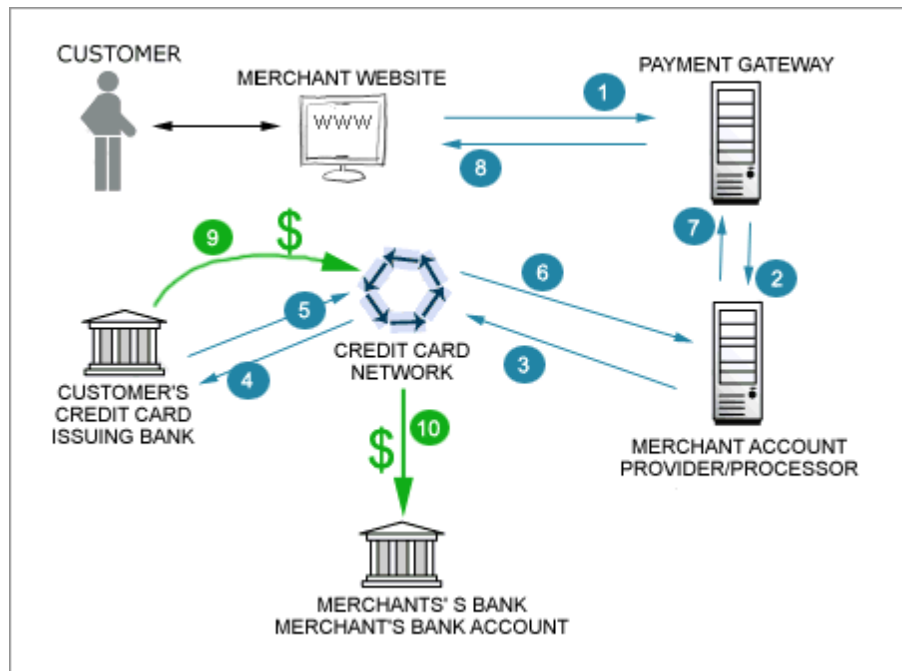 CUSTOMER
MERCHANT WEBSITE
PAYMENT GATEWAY
WWW
1
8
7
2
9
$
6
5
3
4
CREDIT CARD
NETWORK
CUSTOMER'S
CREDIT CARD
ISSUING BANK
10
$
MERCHANT ACCOUNT
PROVIDER/PROCESSOR
MERCHANTS' S BANK
MERCHANT'S BANK ACCOUNT